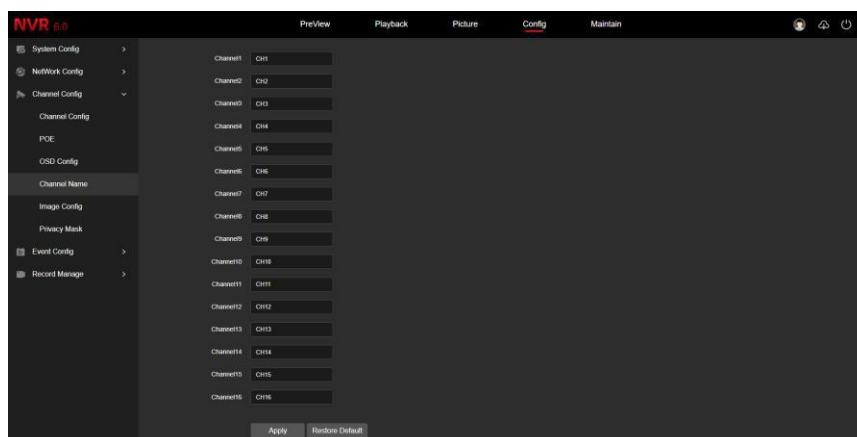 NVR 6.0
PreView Playback Picture Config Maintain
System Config
NetWork Config
Channel Config
Channel Config
POE
OSD Config
Channel Name
Image Config
Privacy Mask
Event Config
Record Manage
Channel1 CH1
Channel2 CH2
Channel3 CH3
Channel4 CH4
Channel5 CH5
Channel6 CH6
Channel7 CH7
Channel8 CH8
Channel9 CH9
Channel10 CH10
Channel11 CH11
Channel12 CH12
Channel13 CH13
Channel14 CH14
Channel15 CH15
Channel16 CH16
Apply Restore Default